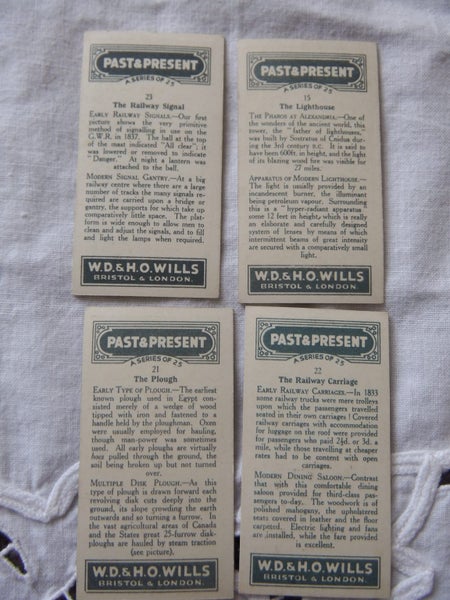 PAST & PRESENT
A SERIES OF 25
23
The Railway Signal
EARLY RAILWAY SIGNALS.—Our first
picture shows the very primitive
method of signalling in use on the
G.W.R. in 1837. The ball at the top
of the mast indicated "All clear"; it
was lowered or removed to indicate
"Danger." At night a lantern was
attached to the ball.
MODERN SIGNAL GANTRY.—At a big
railway centre where there are a large
number of tracks the many signals re-
quired are carried upon a bridge or
gantry, the supports for which take up
comparatively little space. The plat-
form is wide enough to allow men to
clean and adjust the signals, and to fill
and light the lamps when required.
W.D. & H.O. WILLS
BRISTOL & LONDON.
PAST & PRESENT
A SERIES OF 25
15
The Lighthouse
THE PHAROS AT ALEXANDRIA.—One of
the wonders of the ancient world, this
tower, the "father of lighthouses,"
was built by Sostratus of Cnidus during
the 3rd century B.C. It is said to
have been 600ft. in height, and the light
of its blazing wood fire was visible for
27 miles.
APPARATUS OF MODERN LIGHTHOUSE.—
The light is usually provided by an
incandescent burner, the illuminant
being petroleum vapour. Surrounding
this is a "hyper-radiant apparatus"
some 12 feet in height, which is really
an elaborate and carefully designed
system of lenses by means of which
intermittent beams of great intensity
are secured with a comparatively small
light.
W.D. & H.O. WILLS
BRISTOL & LONDON.
PAST & PRESENT
A SERIES OF 25
21
The Plough
EARLY TYPE OF PLOUGH.—The earliest
known plough used in Egypt con-
sisted merely of a wedge of wood
tipped with iron and fastened to a
handle held by the ploughman. Oxen
were usually employed for hauling,
though man-power was sometimes
used. All early ploughs are virtually
hoes pulled through the ground, the
soil being broken up but not turned
over.
MULTIPLE DISK PLOUGH.—As this
type of plough is drawn forward each
revolving disk cuts deeply into the
ground, its slope crowding the earth
outwards and so turning a furrow. In
the vast agricultural areas of Canada
and the States great 25-furrow disk-
ploughs are hauled by steam traction
(see picture).
W.D. & H.O. WILLS
BRISTOL & LONDON.
PAST & PRESENT
A SERIES OF 25
22
The Railway Carriage
EARLY RAILWAY CARRIAGES.—In 1833
some railway trucks were mere trolleys
upon which the passengers travelled
seated in their own carriages! Covered
railway carriages with accommodation
for luggage on the roof were provided
for passengers who paid 2½d. or 3d. a
mile, while those travelling at cheaper
rates had to be content with open
carriages.
MODERN DINING SALOON.—Contrast
that with the comfortable dining
saloon provided for third-class pas-
sengers to-day. The woodwork is of
polished mahogany, the upholstered
seats covered in leather and the floor
carpeted. Electric lighting and fans
are installed, while the fare provided
is excellent.
W.D. & H.O. WILLS
BRISTOL & LONDON.